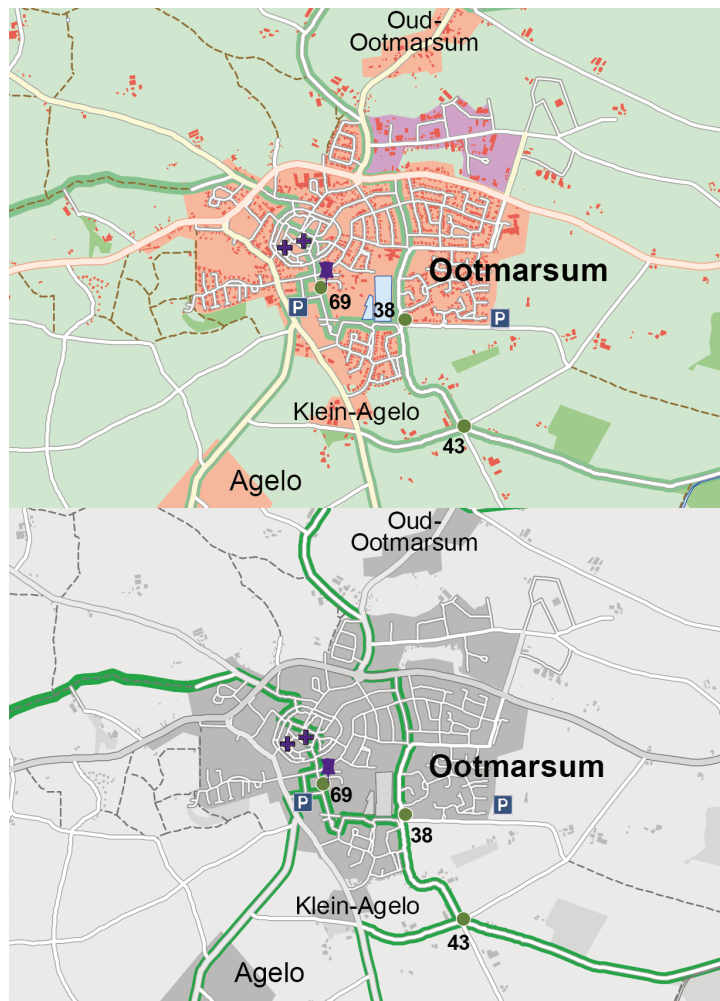 Oud-
Ootmarsum
Ootmarsum
P
69
38
P
Klein-Agelo
43
Agelo
Oud-
Ootmarsum
Ootmarsum
P
69
P
38
Klein-Agelo
43
Agelo